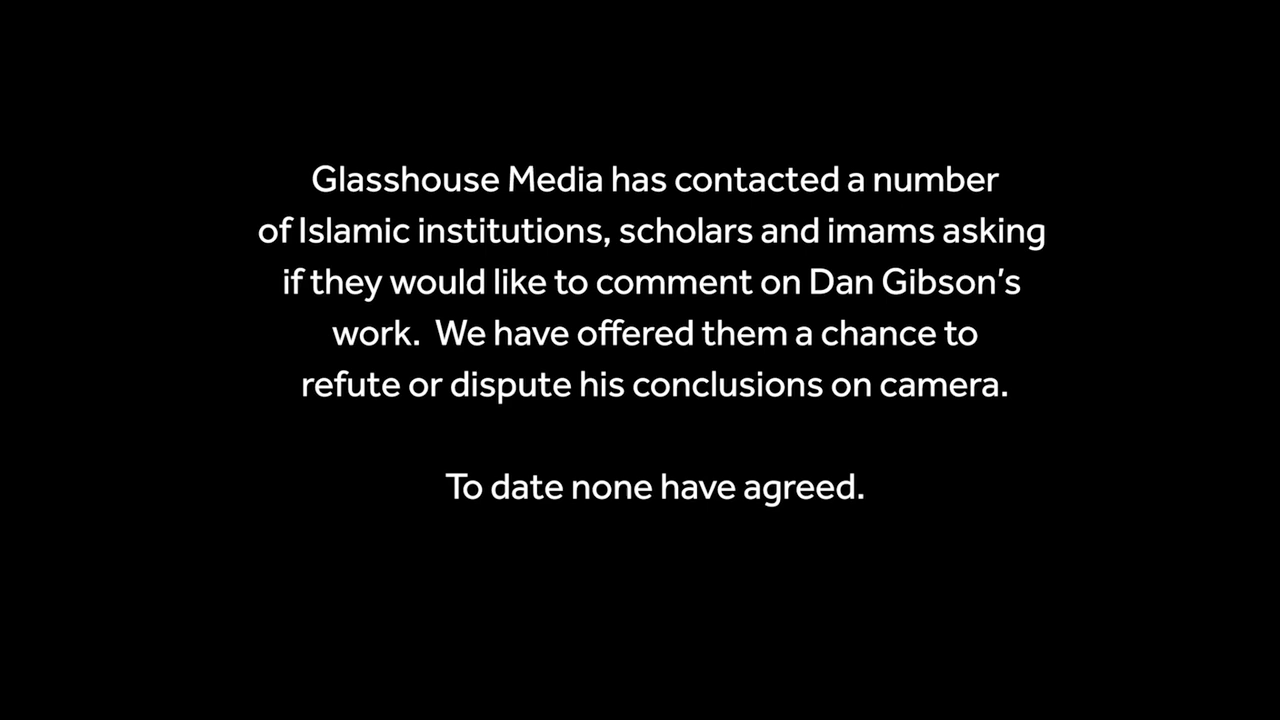 Glasshouse Media has contacted a number
of Islamic institutions, scholars and imams asking
if they would like to comment on Dan Gibson's
work.  We have offered them a chance to
refute or dispute his conclusions on camera.
To date none have agreed.